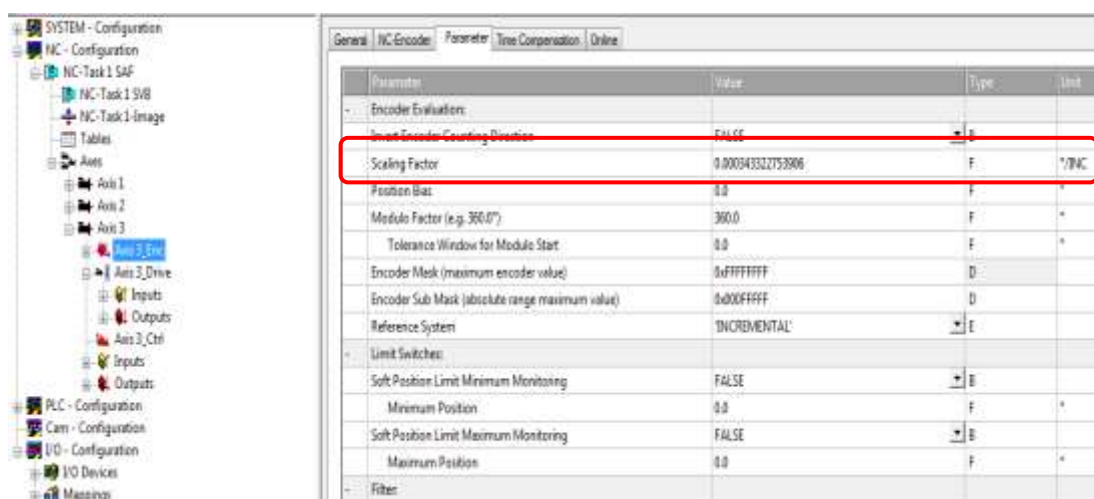 SYSTEM - Configuration
NC - Configuration
NC-Task 1 SAF
NC-Task 1 SVB
NC-Task 1-Image
Tables
Axes
Axis 1
Axis 2
Axis 3
Axis 3_Enc
Axis 3_Drive
Inputs
Outputs
Axis 3_Ctrl
Inputs
Outputs
PLC - Configuration
Cam - Configuration
I/O - Configuration
I/O Devices
Mappings
General NC-Encoder Parameter Time Compensation Online
Parameter Value Type Unit
- Encoder Evaluation:
Invert Encoder Counting Direction FALSE B
Scaling Factor 0.000343322753906 F °/INC
Position Bias 0.0 F °
Modulo Factor (e.g. 360.0°) 360.0 F °
Tolerance Window for Modulo Start 0.0 F °
Encoder Mask (maximum encoder value) 0xFFFFFFFF D
Encoder Sub Mask (absolute range maximum value) 0x000FFFFF D
Reference System 'INCREMENTAL' E
- Limit Switches:
Soft Position Limit Minimum Monitoring FALSE B
Minimum Position 0.0 F °
Soft Position Limit Maximum Monitoring FALSE B
Maximum Position 0.0 F °
- Filter: